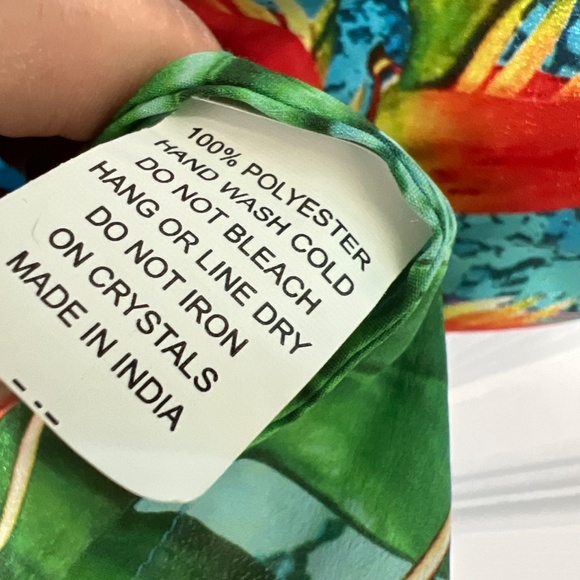 100% POLYESTER
HAND WASH COLD
DO NOT BLEACH
HANG OR LINE DRY
DO NOT IRON
ON CRYSTALS
MADE IN INDIA